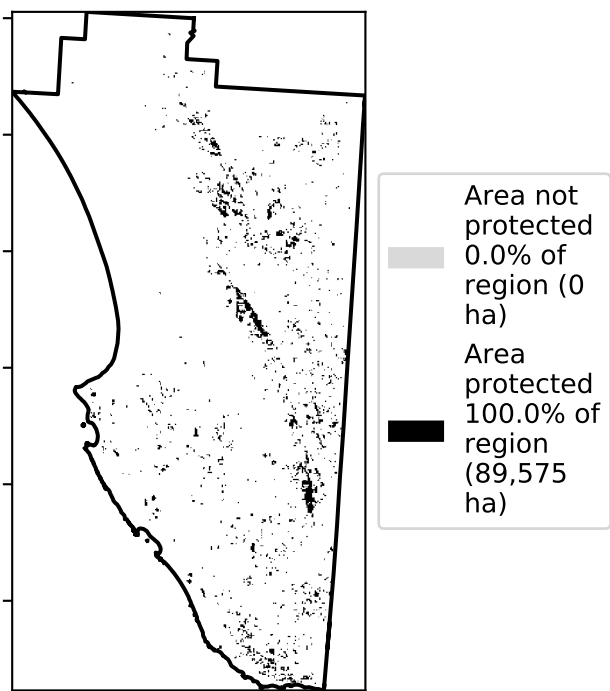 Area not
protected
0.0% of
region (0
ha)
Area
protected
100.0% of
region
(89,575
ha)